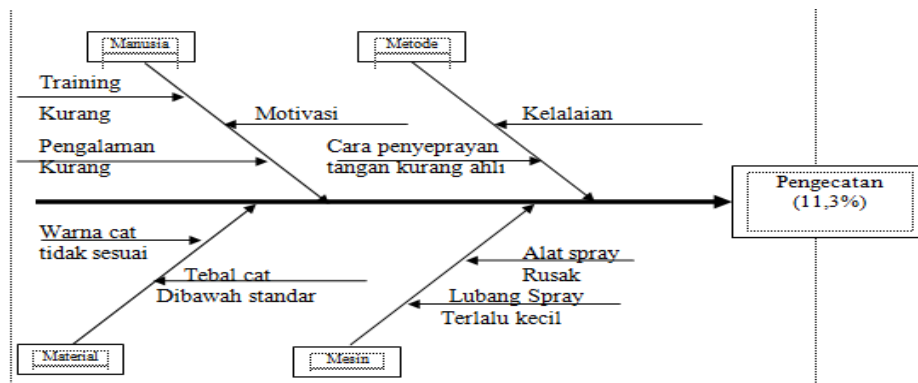 Manusia
Metode
Training
Kurang
Motivasi
Kelalaian
Pengalaman
Kurang
Cara penyeprayan
tangan kurang ahli
Pengecatan
(11,3%)
Warna cat
tidak sesuai
Alat spray
Rusak
Tebal cat
Dibawah standar
Lubang Spray
Terlalu kecil
Material
Mesin